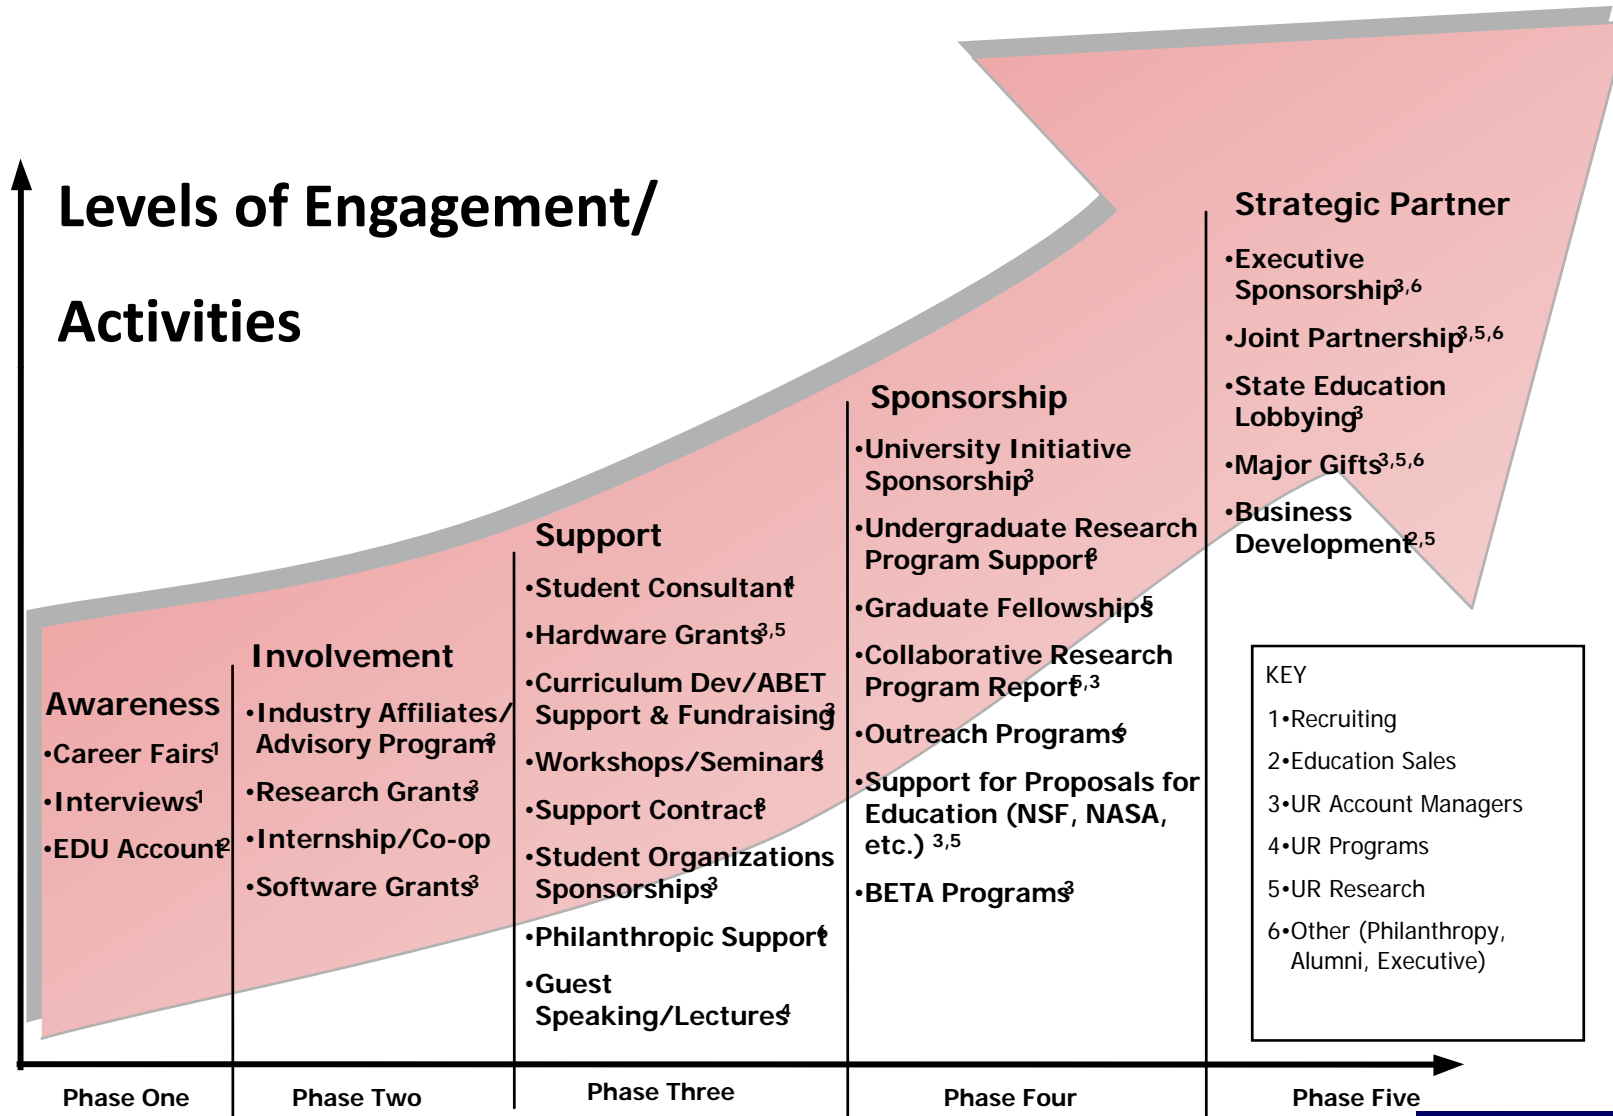 Levels of Engagement/
Activities
Awareness
•Career Fairs1
•Interviews1
•EDU Account2
Involvement
•Industry Affiliates/
Advisory Program3
•Research Grants3
•Internship/Co-op
•Software Grants3
Support
•Student Consultant4
•Hardware Grants3,5
•Curriculum Dev/ABET
Support & Fundraising3
•Workshops/Seminars4
•Support Contract3
•Student Organizations
Sponsorships3
•Philanthropic Support6
•Guest
Speaking/Lectures4
Sponsorship
•University Initiative
Sponsorship3
•Undergraduate Research
Program Support3
•Graduate Fellowships5
•Collaborative Research
Program Report5,3
•Outreach Programs6
•Support for Proposals for
Education (NSF, NASA,
etc.) 3,5
•BETA Programs3
Strategic Partner
•Executive
Sponsorship3,6
•Joint Partnership3,5,6
•State Education
Lobbying3
•Major Gifts3,5,6
•Business
Development2,5
KEY
1•Recruiting
2•Education Sales
3•UR Account Managers
4•UR Programs
5•UR Research
6•Other (Philanthropy,
Alumni, Executive)
Phase One
Phase Two
Phase Three
Phase Four
Phase Five